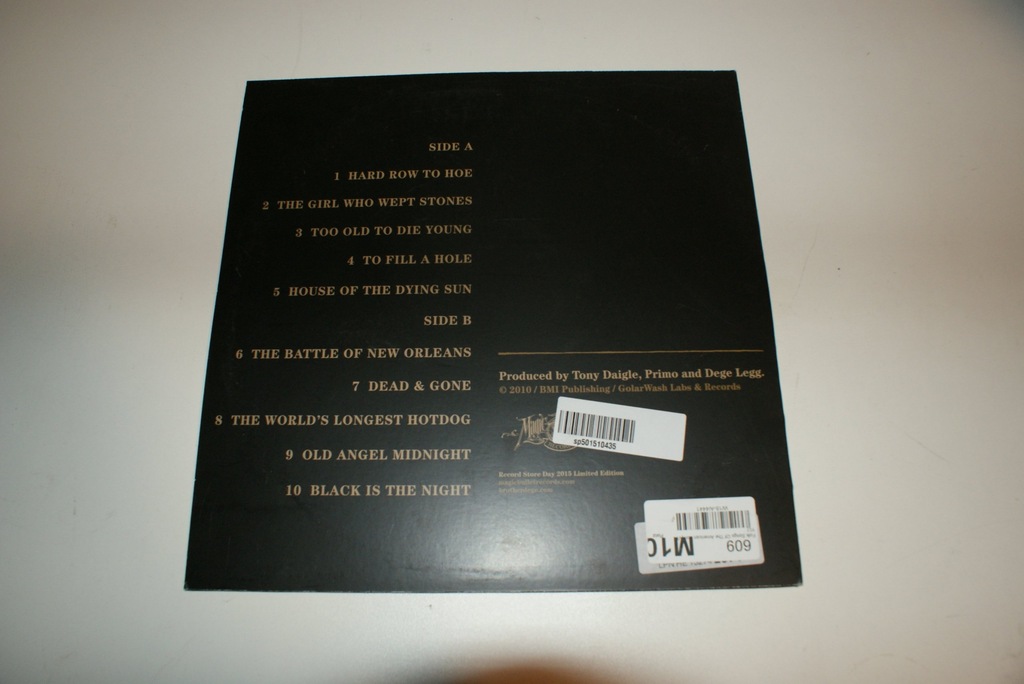 SIDE A
1 HARD ROW TO HOE
2 THE GIRL WHO WEPT STONES
3 TOO OLD TO DIE YOUNG
4 TO FILL A HOLE
5 HOUSE OF THE DYING SUN
SIDE B
6 THE BATTLE OF NEW ORLEANS
7 DEAD & GONE
8 THE WORLD'S LONGEST HOTDOG
9 OLD ANGEL MIDNIGHT
10 BLACK IS THE NIGHT
Produced by Tony Daigle, Primo and Dege Legg.
© 2010 / BMI Publishing / GolarWash Labs & Records
sp501510435
Record Store Day 2015 Limited Edition
609
M10